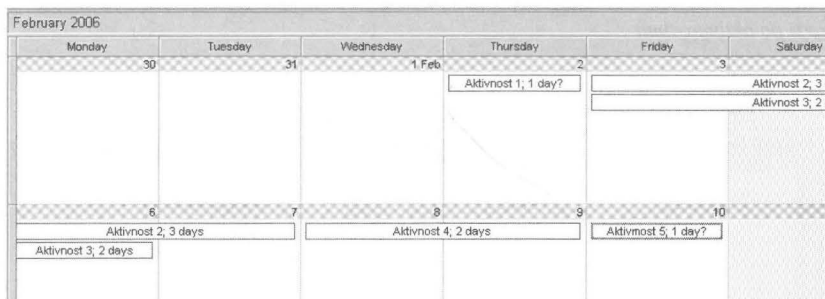 February 2006
Monday Tuesday Wednesday Thursday Friday Saturday
30 31 1 Feb 2 3
Aktivnost 1; 1 day? Aktivnost 2; 3
Aktivnost 3; 2
6 7 8 9 10
Aktivnost 2; 3 days Aktivnost 4; 2 days Aktivnost 5; 1 day?
Aktivnost 3; 2 days